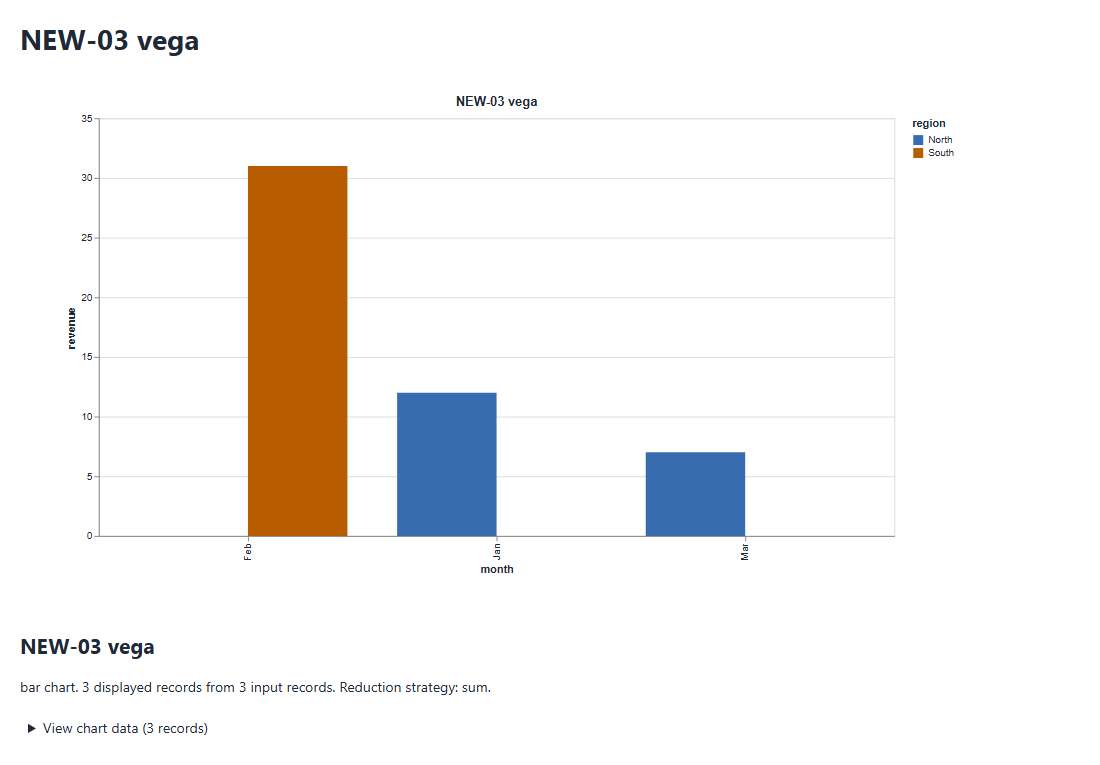 NEW-03 vega
NEW-03 vega
35
30
25
20
15
10
5
0
revenue
Feb
Jan
Mar
month
region
North
South
NEW-03 vega
bar chart. 3 displayed records from 3 input records. Reduction strategy: sum.
View chart data (3 records)